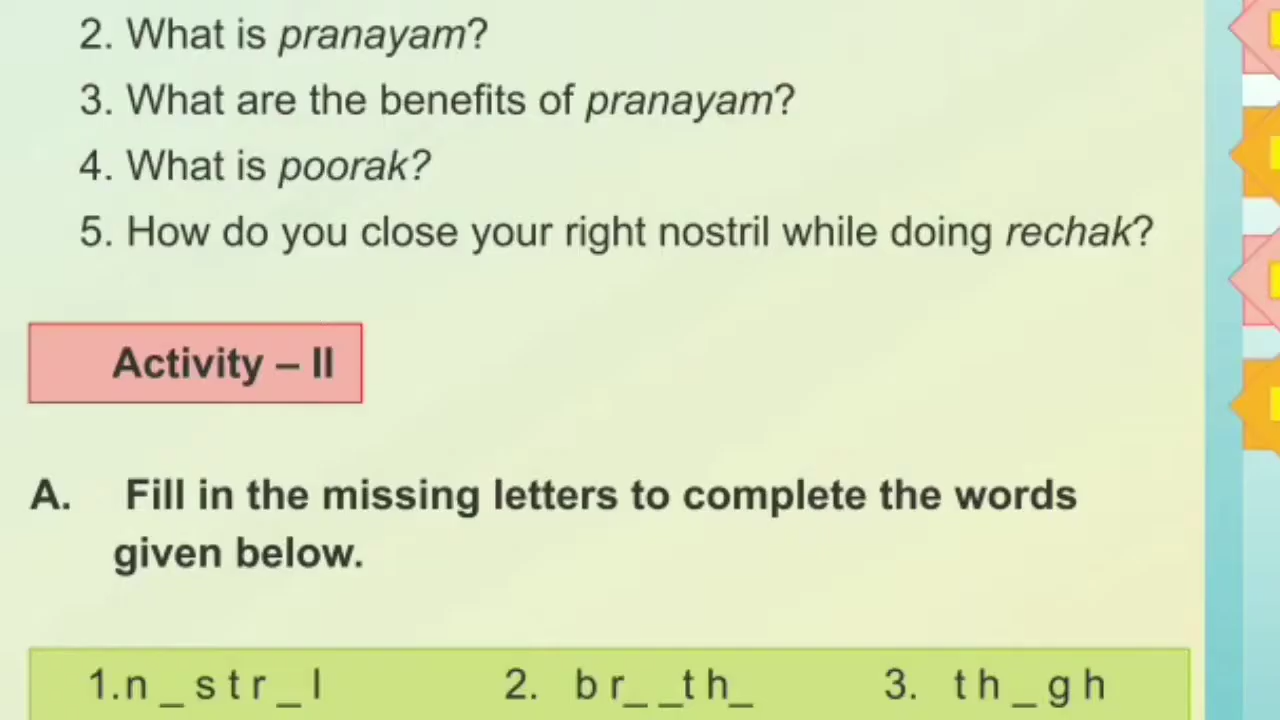 2. What is pranayam?
3. What are the benefits of pranayam?
4. What is poorak?
5. How do you close your right nostril while doing rechak?
Activity – II
A. Fill in the missing letters to complete the words
given below.
1.n _ s t r _ l 2. b r_ _t h_ 3. t h _ g h